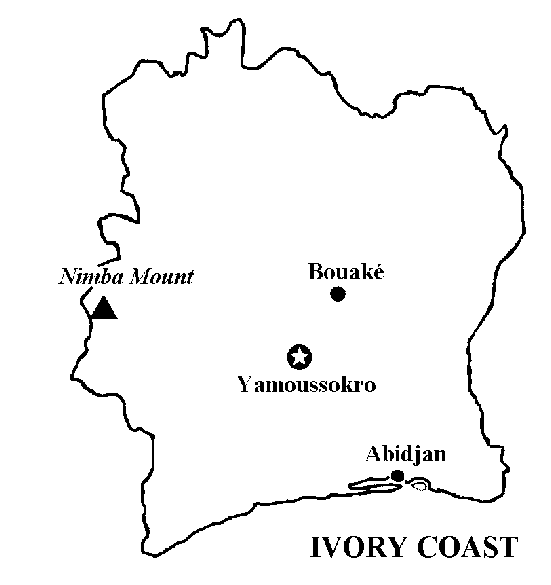 Nimba Mount
Bouaké
Yamoussokro
Abidjan
IVORY COAST